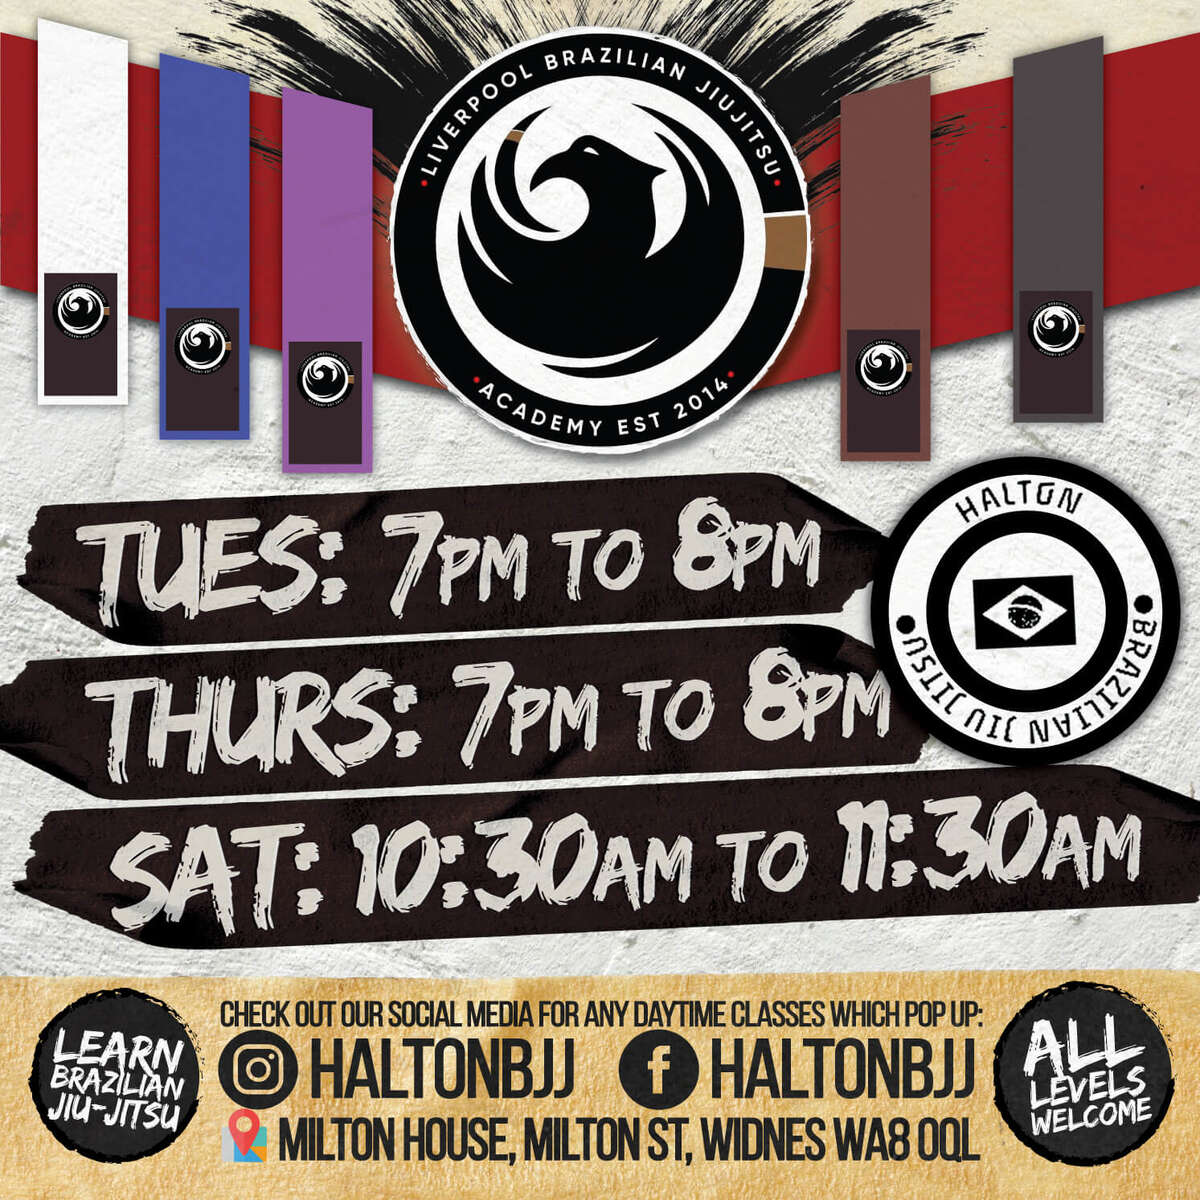 LIVERPOOL BRAZILIAN JIUJITSU
ACADEMY EST 2014
TUES: 7PM TO 8PM
THURS: 7PM TO 8PM
SAT: 10:30AM TO 11:30AM
HALTON
BRAZILIAN JIU JITSU
LEARN
BRAZILIAN
JIU-JITSU
CHECK OUT OUR SOCIAL MEDIA FOR ANY DAYTIME CLASSES WHICH POP UP:
HALTONBJJ HALTONBJJ
MILTON HOUSE, MILTON ST, WIDNES WA8 0QL
ALL
LEVELS
WELCOME